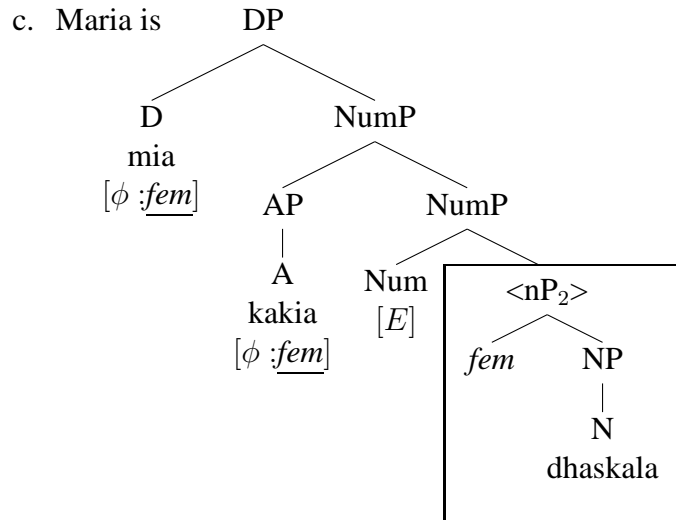 c. Maria is DP
D NumP
mia
[ϕ :fem] AP NumP
A Num <nP₂>
kakia [E]
[ϕ :fem] fem NP
N
dhaskala